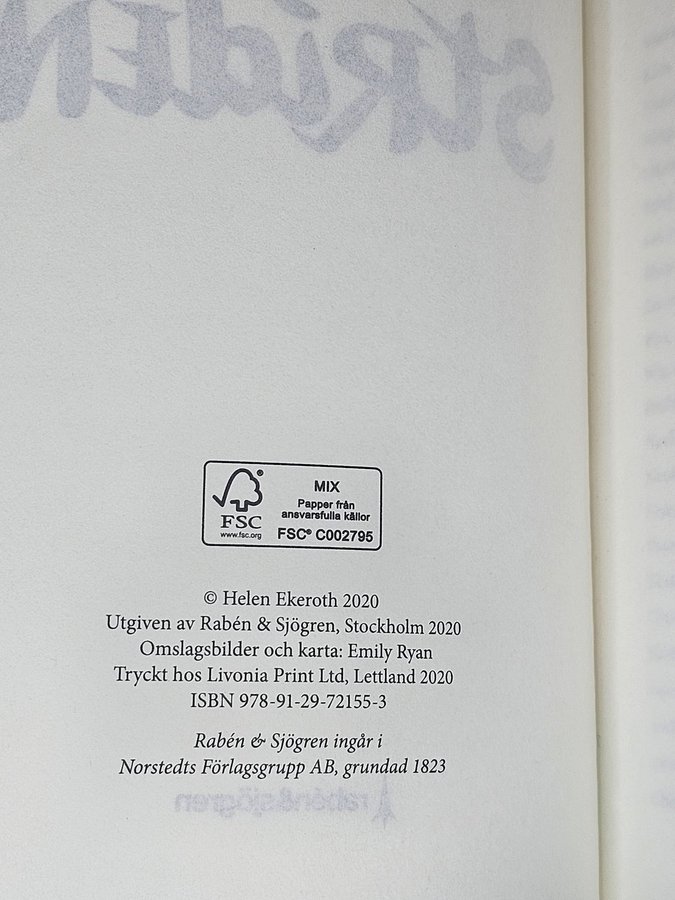 STRIDEN
FSC®
www.fsc.org
MIX
Papper från
ansvarsfulla källor
FSC® C002795
© Helen Ekeroth 2020
Utgiven av Rabén & Sjögren, Stockholm 2020
Omslagsbilder och karta: Emily Ryan
Tryckt hos Livonia Print Ltd, Lettland 2020
ISBN 978-91-29-72155-3
Rabén & Sjögren ingår i
Norstedts Förlagsgrupp AB, grundad 1823
rabén&sjögren